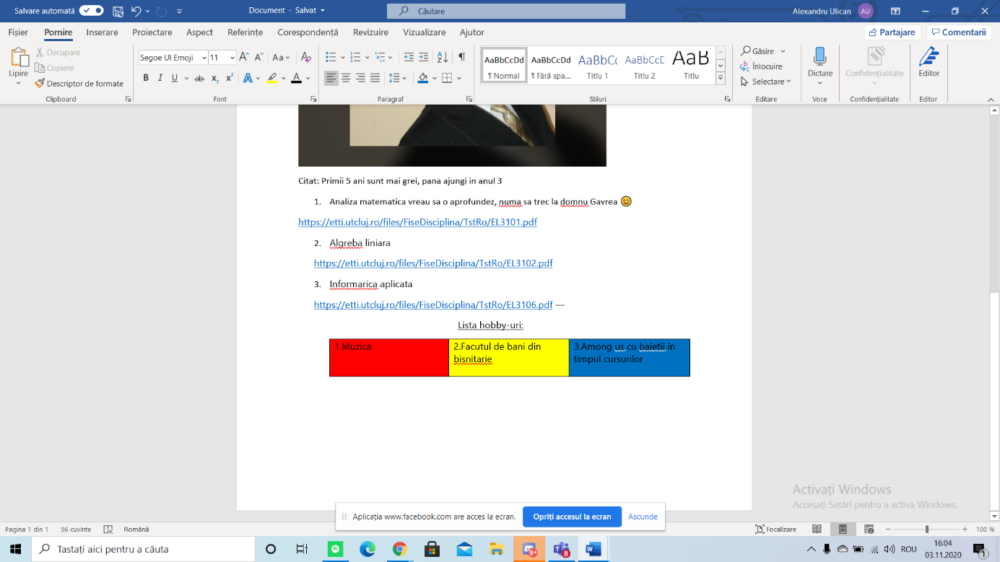 Salvare automată
Document - Salvat
Căutare
Alexandru Ulican
AU
Fișier Pornire Inserare Proiectare Aspect Referințe Corespondență Revizuire Vizualizare Ajutor
Partajare
Comentarii
Lipire
Decupare
Copiere
Descriptor de formate
Clipboard
Segoe UI Emoji 11
Font
Paragraf
AaBbCcDd AaBbCcDd AaBbCc AaBbCcD AaB
¶ Normal ¶ Fără spa... Titlu 1 Titlu 2 Titlu
Stiluri
Găsire
Înlocuire
Selectare
Editare
Dictare
Voce
Confidențialitate
Confidențialitate
Editor
Editor
Citat: Primii 5 ani sunt mai grei, pana ajungi in anul 3
1. Analiza matematica vreau sa o aprofundez, numa sa trec la domnu Gavrea 😊
https://etti.utcluj.ro/files/FiseDisciplina/TstRo/EL3101.pdf
2. Algreba liniara
https://etti.utcluj.ro/files/FiseDisciplina/TstRo/EL3102.pdf
3. Informarica aplicata
https://etti.utcluj.ro/files/FiseDisciplina/TstRo/EL3106.pdf —
Lista hobby-uri:
1.Muzica
2.Facutul de bani din
bisnitarie
3.Among us cu baietii in
timpul cursurilor
Activați Windows
Accesați Setări pentru a activa Windows.
Aplicația www.facebook.com are acces la ecran.
Opriți accesul la ecran
Ascunde
Pagina 1 din 1
56 cuvinte
Română
Focalizare
100 %
Tastați aici pentru a căuta
9+
8
ROU
16:04
03.11.2020
1